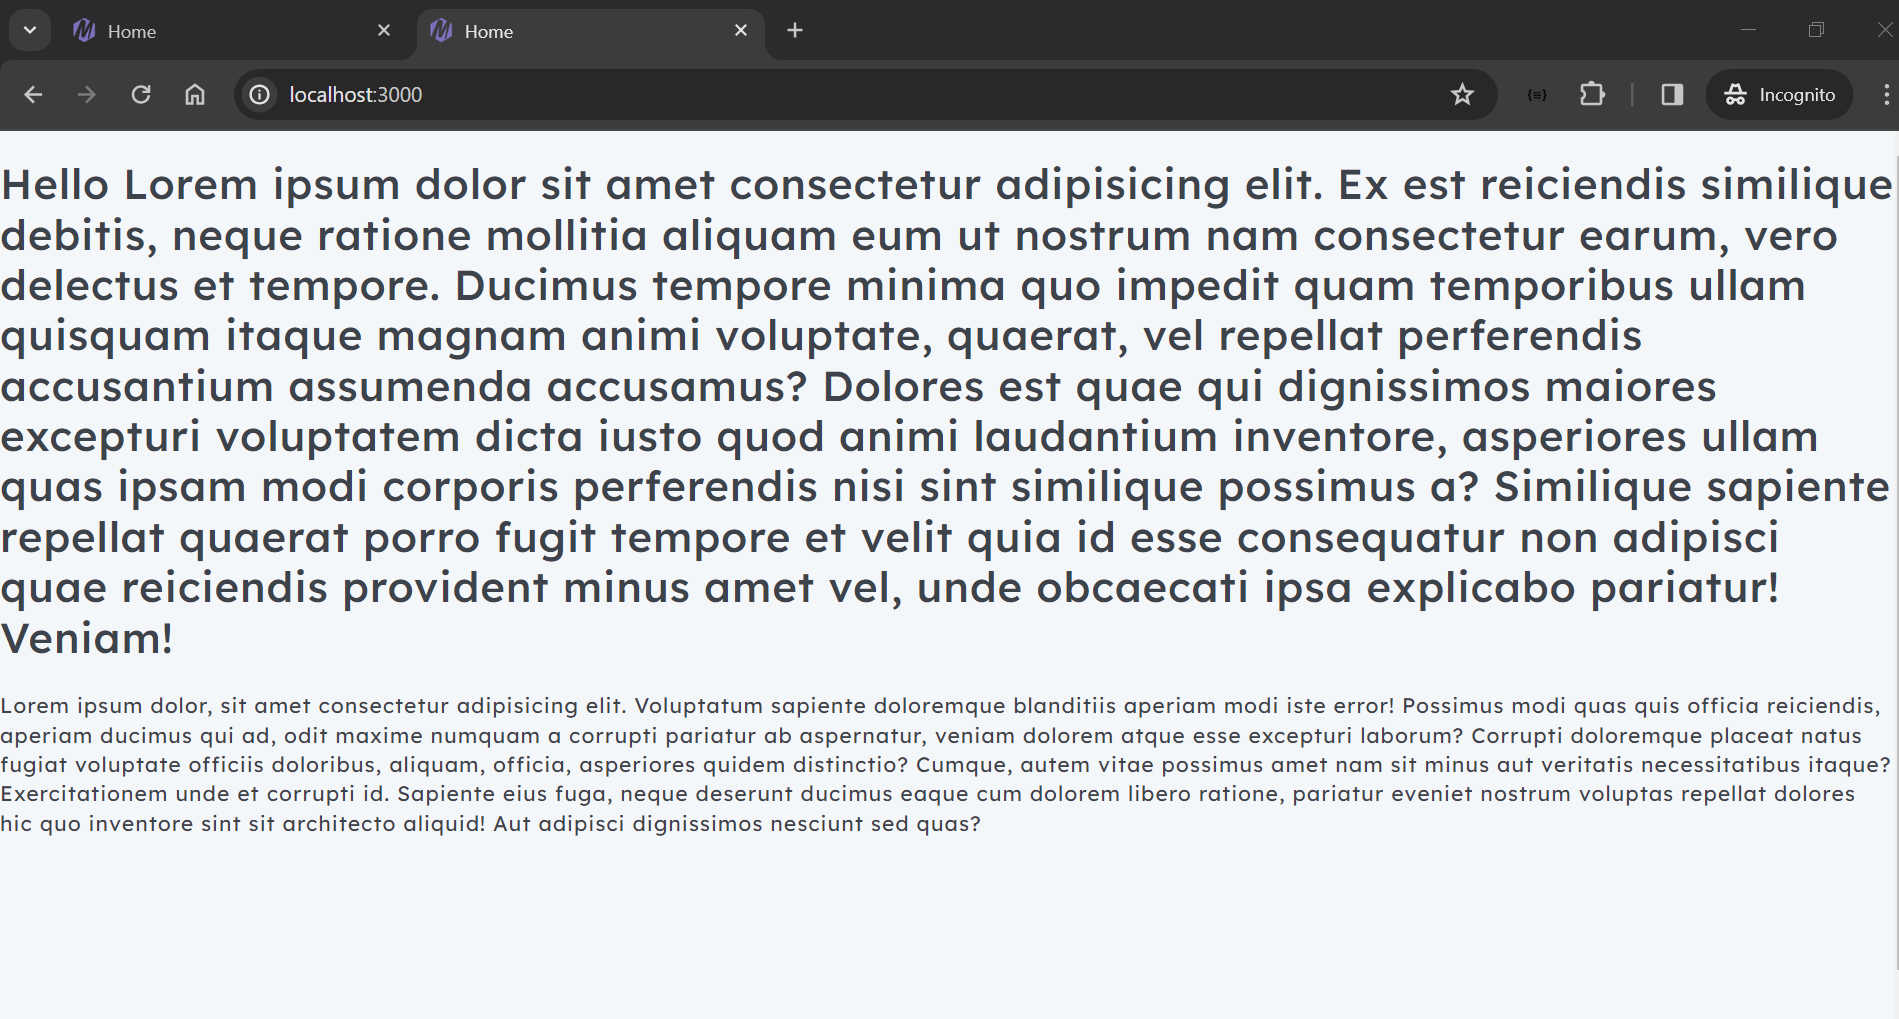 Home
Home
localhost:3000
{≡}
Incognito
Hello Lorem ipsum dolor sit amet consectetur adipisicing elit. Ex est reiciendis similique
debitis, neque ratione mollitia aliquam eum ut nostrum nam consectetur earum, vero
delectus et tempore. Ducimus tempore minima quo impedit quam temporibus ullam
quisquam itaque magnam animi voluptate, quaerat, vel repellat perferendis
accusantium assumenda accusamus? Dolores est quae qui dignissimos maiores
excepturi voluptatem dicta iusto quod animi laudantium inventore, asperiores ullam
quas ipsam modi corporis perferendis nisi sint similique possimus a? Similique sapiente
repellat quaerat porro fugit tempore et velit quia id esse consequatur non adipisci
quae reiciendis provident minus amet vel, unde obcaecati ipsa explicabo pariatur!
Veniam!
Lorem ipsum dolor, sit amet consectetur adipisicing elit. Voluptatum sapiente doloremque blanditiis aperiam modi iste error! Possimus modi quas quis officia reiciendis,
aperiam ducimus qui ad, odit maxime numquam a corrupti pariatur ab aspernatur, veniam dolorem atque esse excepturi laborum? Corrupti doloremque placeat natus
fugiat voluptate officiis doloribus, aliquam, officia, asperiores quidem distinctio? Cumque, autem vitae possimus amet nam sit minus aut veritatis necessitatibus itaque?
Exercitationem unde et corrupti id. Sapiente eius fuga, neque deserunt ducimus eaque cum dolorem libero ratione, pariatur eveniet nostrum voluptas repellat dolores
hic quo inventore sint sit architecto aliquid! Aut adipisci dignissimos nesciunt sed quas?